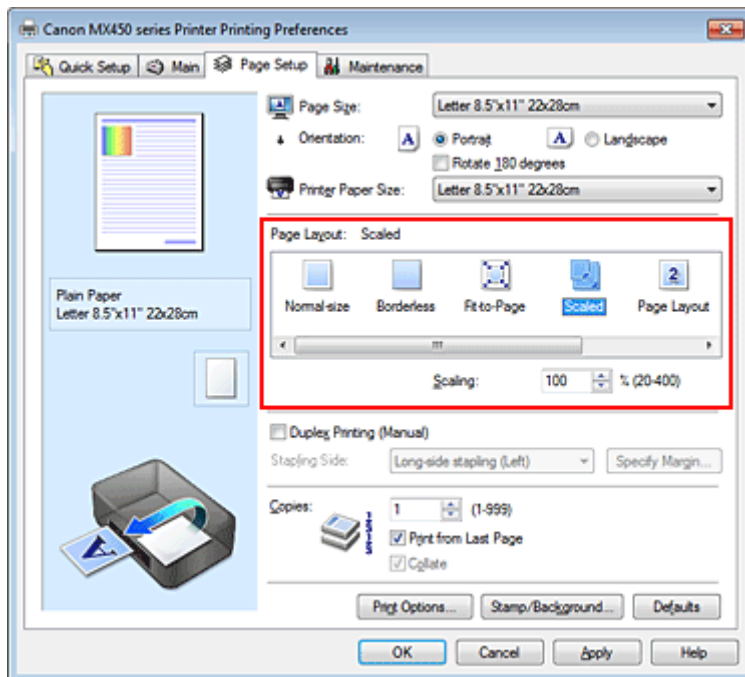 Canon MX450 series Printer Printing Preferences
Quick Setup Main Page Setup Maintenance
Page Size: Letter 8.5"x11" 22x28cm
Orientation: A Portrait A Landscape
Rotate 180 degrees
Printer Paper Size: Letter 8.5"x11" 22x28cm
Page Layout: Scaled
Normal-size Borderless Fit-to-Page Scaled 2 Page Layout
Scaling: 100 % (20-400)
Plain Paper
Letter 8.5"x11" 22x28cm
Duplex Printing (Manual)
Stapling Side: Long-side stapling (Left) Specify Margin...
Copies: 1 (1-999)
Print from Last Page
Collate
A
Print Options... Stamp/Background... Defaults
OK Cancel Apply Help